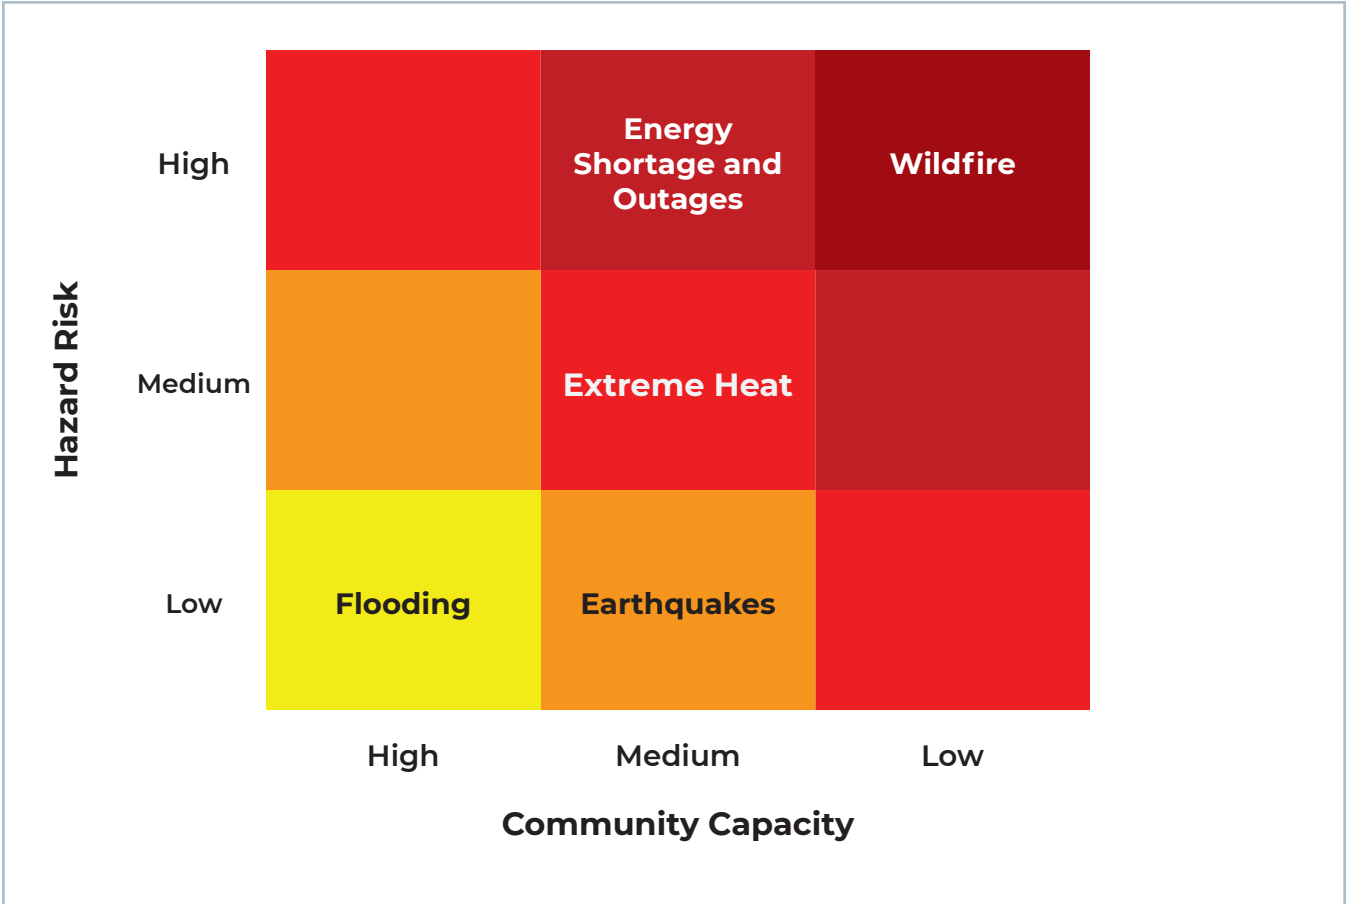 Hazard Risk
High
Energy
Shortage and
Outages
Wildfire
Medium
Extreme Heat
Low
Flooding
Earthquakes
High
Medium
Low
Community Capacity